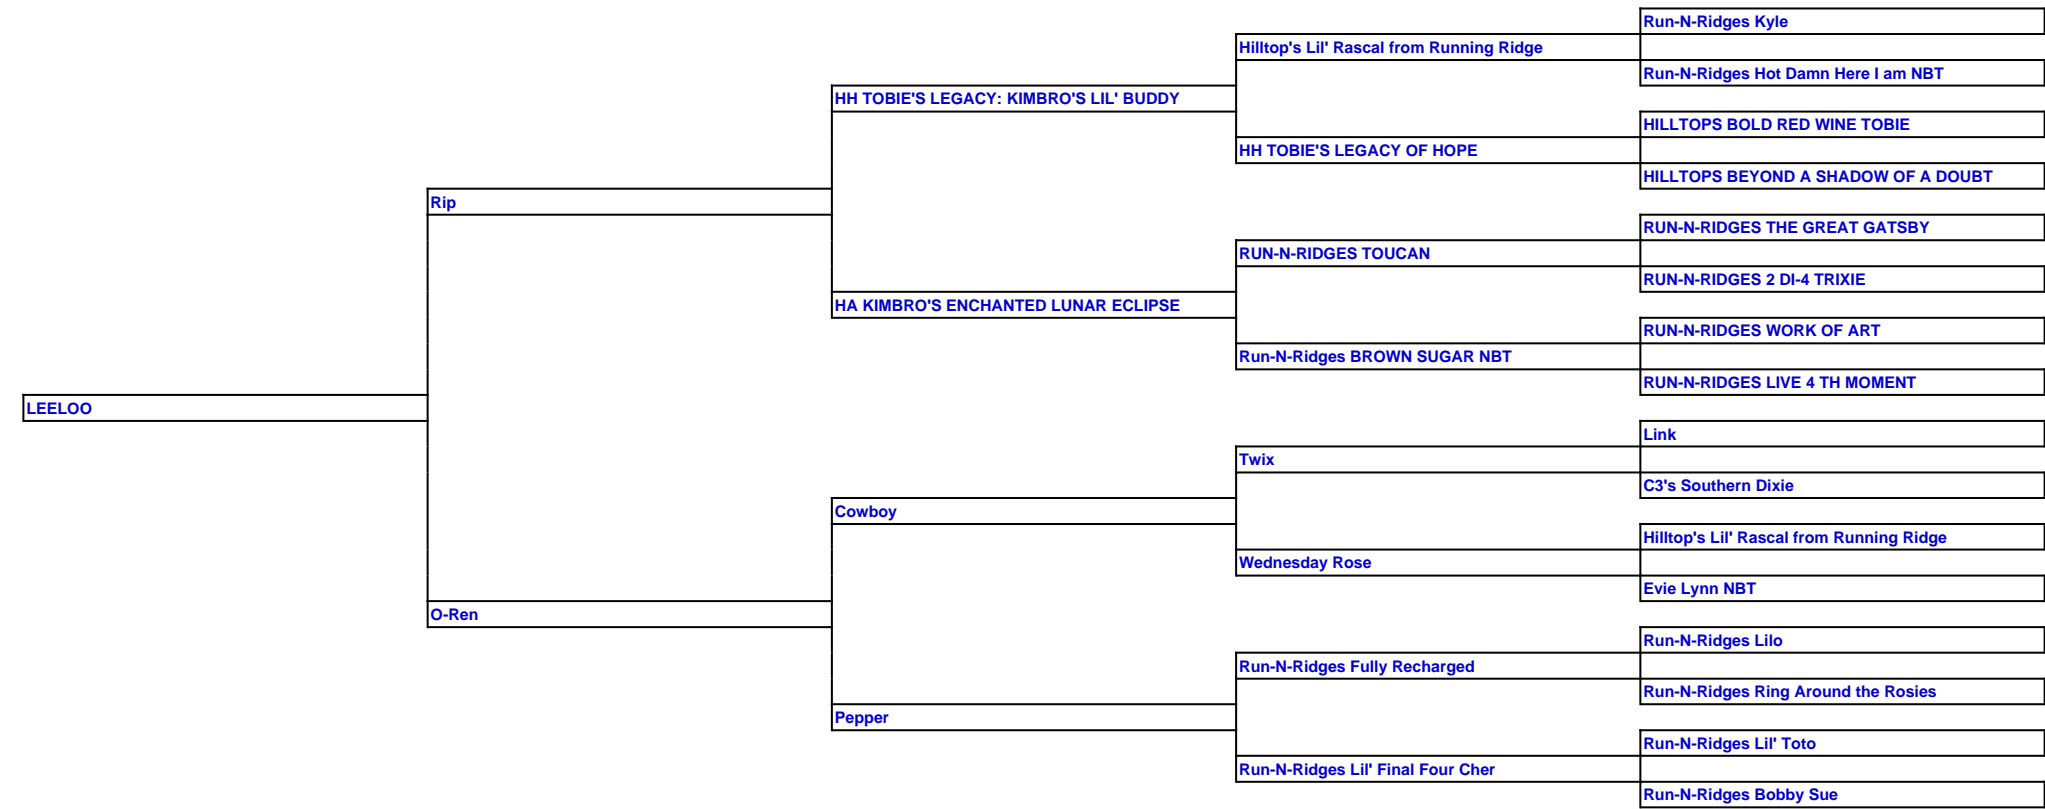 Run-N-Ridges Kyle
Hilltop's Lil' Rascal from Running Ridge
Run-N-Ridges Hot Damn Here I am NBT
HH TOBIE'S LEGACY: KIMBRO'S LIL' BUDDY
HILLTOPS BOLD RED WINE TOBIE
HH TOBIE'S LEGACY OF HOPE
HILLTOPS BEYOND A SHADOW OF A DOUBT
Rip
RUN-N-RIDGES THE GREAT GATSBY
RUN-N-RIDGES TOUCAN
RUN-N-RIDGES 2 DI-4 TRIXIE
HA KIMBRO'S ENCHANTED LUNAR ECLIPSE
RUN-N-RIDGES WORK OF ART
Run-N-Ridges BROWN SUGAR NBT
RUN-N-RIDGES LIVE 4 TH MOMENT
LEELOO
Link
Twix
C3's Southern Dixie
Cowboy
Hilltop's Lil' Rascal from Running Ridge
Wednesday Rose
Evie Lynn NBT
O-Ren
Run-N-Ridges Lilo
Run-N-Ridges Fully Recharged
Run-N-Ridges Ring Around the Rosies
Pepper
Run-N-Ridges Lil' Toto
Run-N-Ridges Lil' Final Four Cher
Run-N-Ridges Bobby Sue